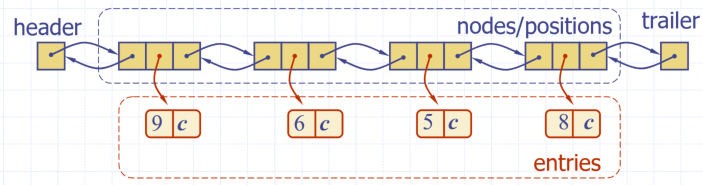 header
nodes/positions
trailer
9 c
6 c
5 c
8 c
entries